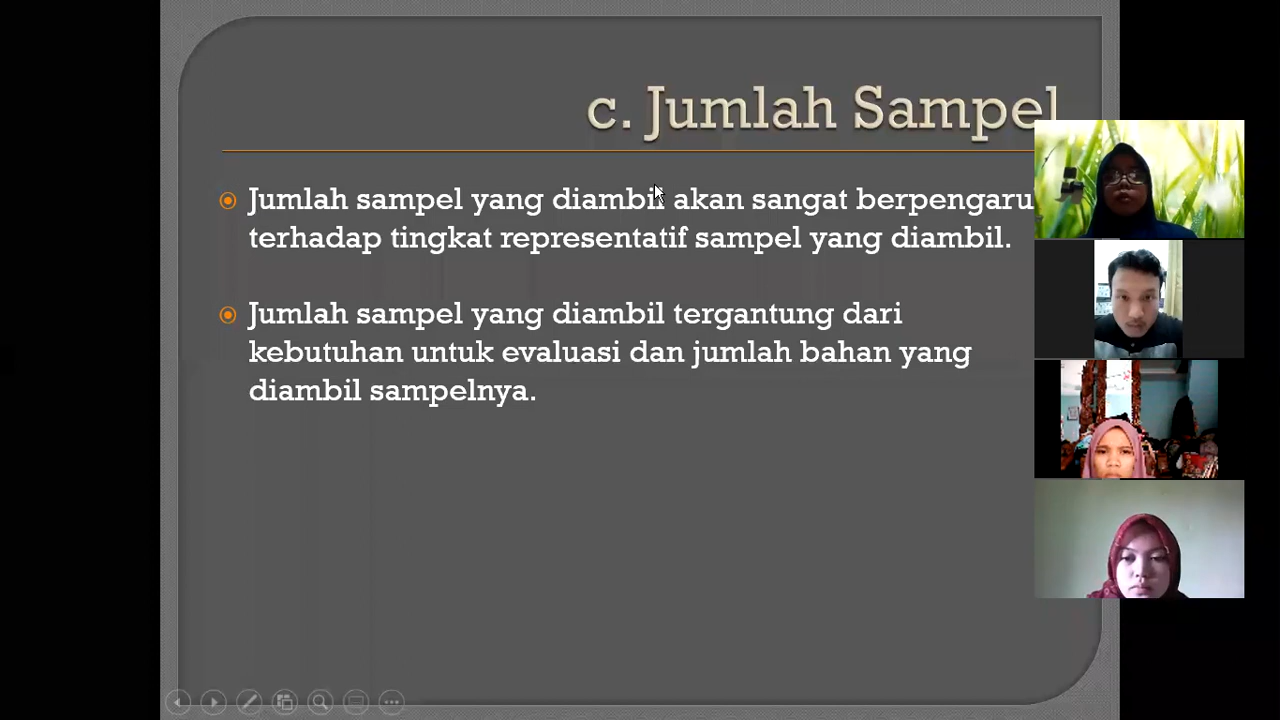 c. Jumlah Sampel
Jumlah sampel yang diambil akan sangat
terhadap tingkat representatif sampel yang diambil.
Jumlah sampel yang diambil tergantung dari
kebutuhan untuk evaluasi dan jumlah bahan yang
diambil sampelnya.